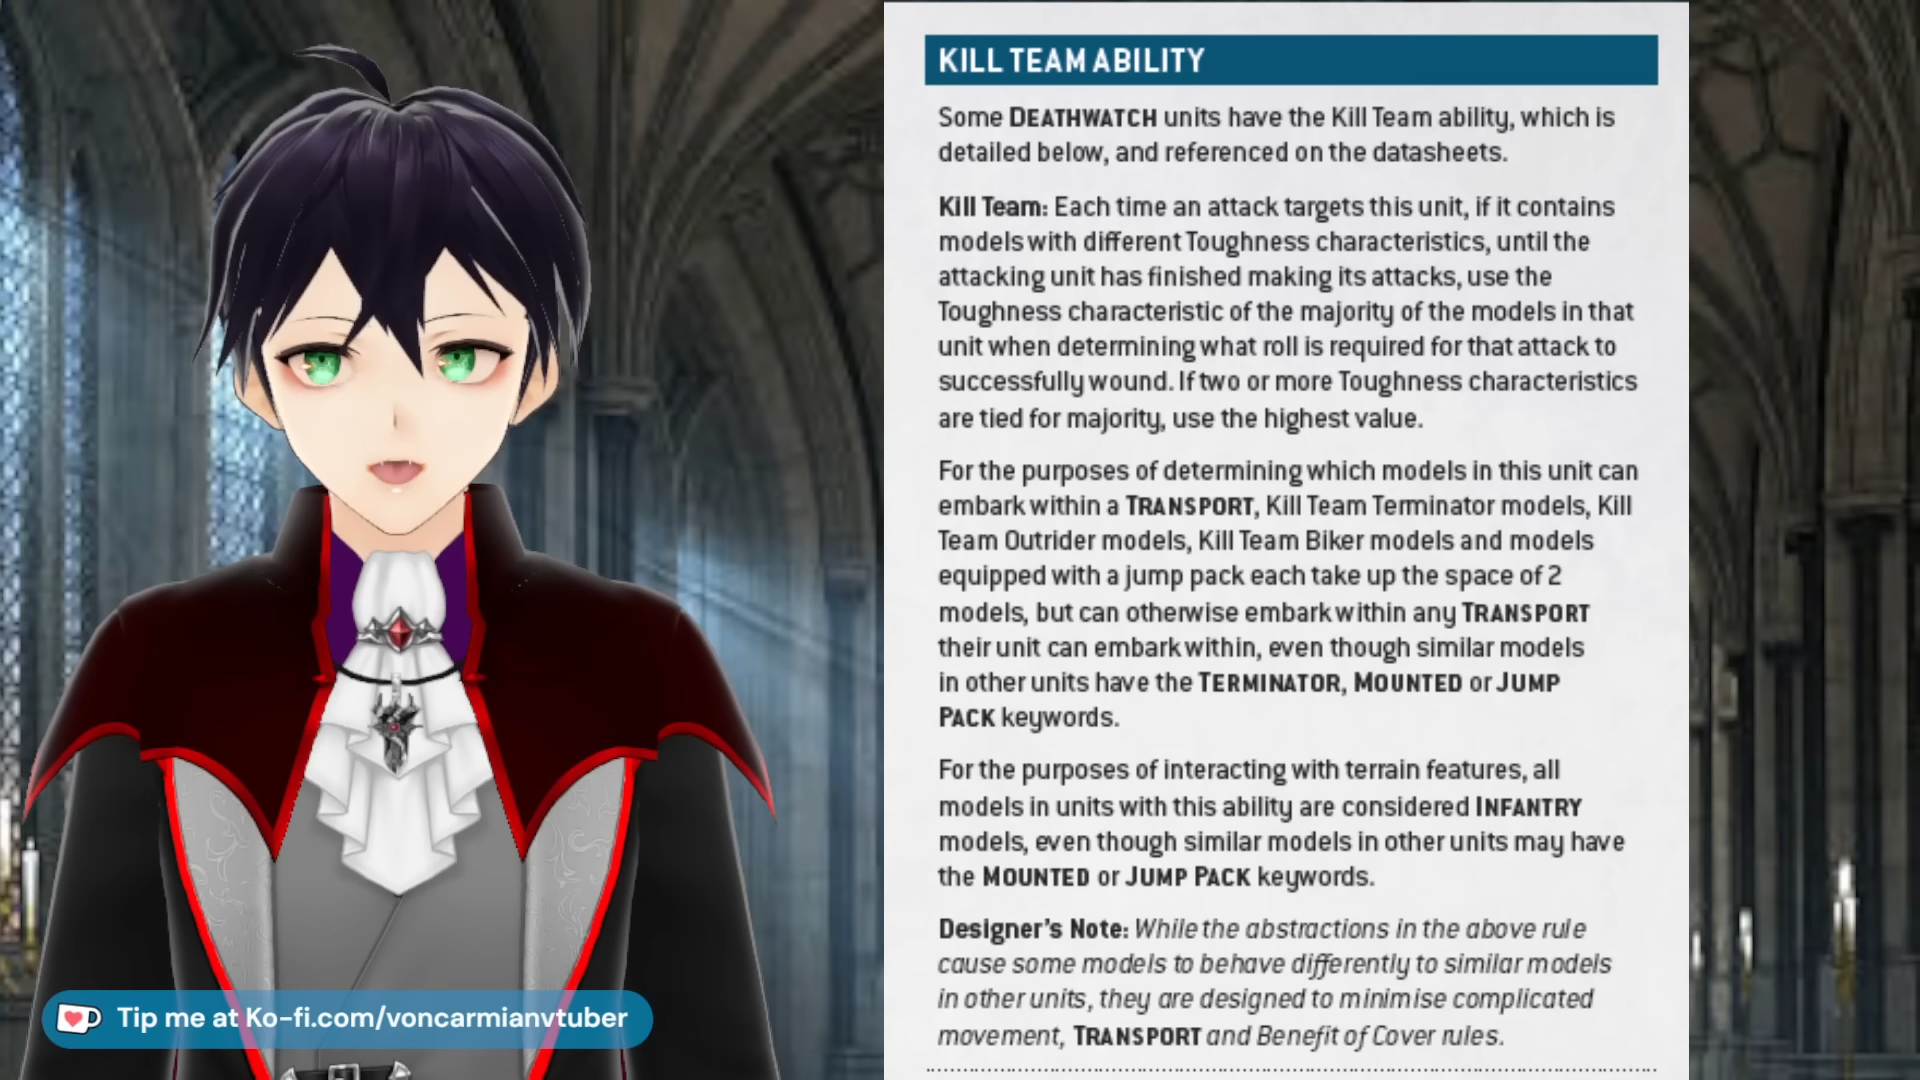 KILL TEAM ABILITY
Some DEATHWATCH units have the Kill Team ability, which is
detailed below, and referenced on the datasheets.
Kill Team: Each time an attack targets this unit, if it contains
models with different Toughness characteristics, until the
attacking unit has finished making its attacks, use the
Toughness characteristic of the majority of the models in that
unit when determining what roll is required for that attack to
successfully wound. If two or more Toughness characteristics
are tied for majority, use the highest value.
For the purposes of determining which models in this unit can
embark within a TRANSPORT, Kill Team Terminator models, Kill
Team Outrider models, Kill Team Biker models and models
equipped with a jump pack each take up the space of 2
models, but can otherwise embark within any TRANSPORT
their unit can embark within, even though similar models
in other units have the TERMINATOR, MOUNTED or JUMP
PACK keywords.
For the purposes of interacting with terrain features, all
models in units with this ability are considered INFANTRY
models, even though similar models in other units may have
the MOUNTED or JUMP PACK keywords.
Designer's Note: While the abstractions in the above rule
cause some models to behave differently to similar models
in other units, they are designed to minimise complicated
movement, TRANSPORT and Benefit of Cover rules.
Tip me at Ko-fi.com/voncarmianvtuber